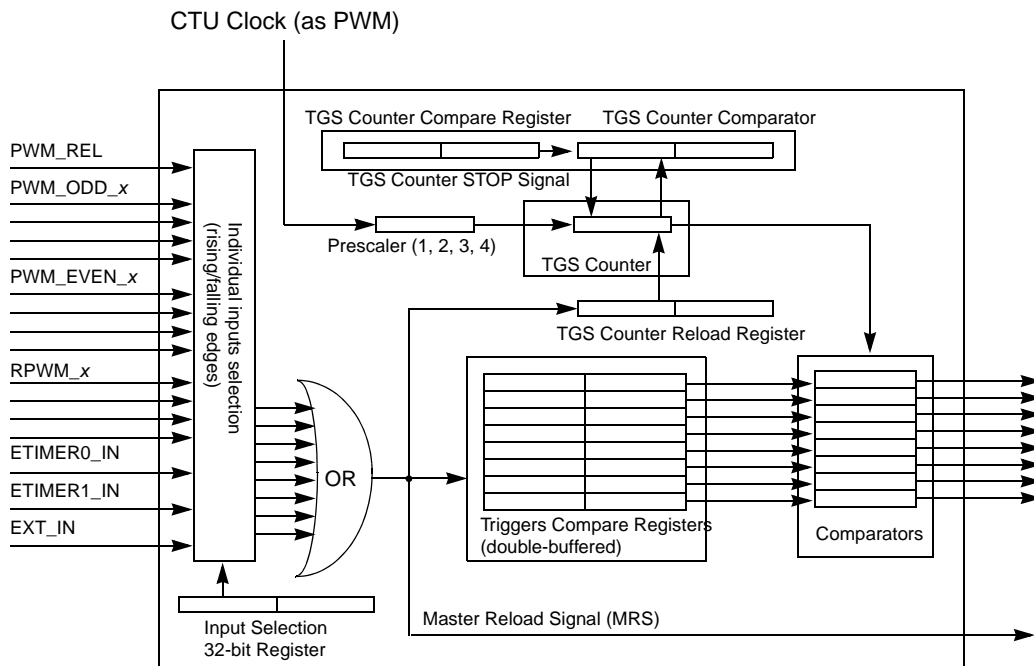 CTU Clock (as PWM)
TGS Counter Compare Register
TGS Counter Comparator
TGS Counter STOP Signal
PWM_REL
PWM_ODD_x
PWM_EVEN_x
RPWM_x
ETIMER0_IN
ETIMER1_IN
EXT_IN
Individual inputs selection
(rising/falling edges)
Prescaler (1, 2, 3, 4)
TGS Counter
TGS Counter Reload Register
OR
Triggers Compare Registers
(double-buffered)
Comparators
Master Reload Signal (MRS)
Input Selection
32-bit Register